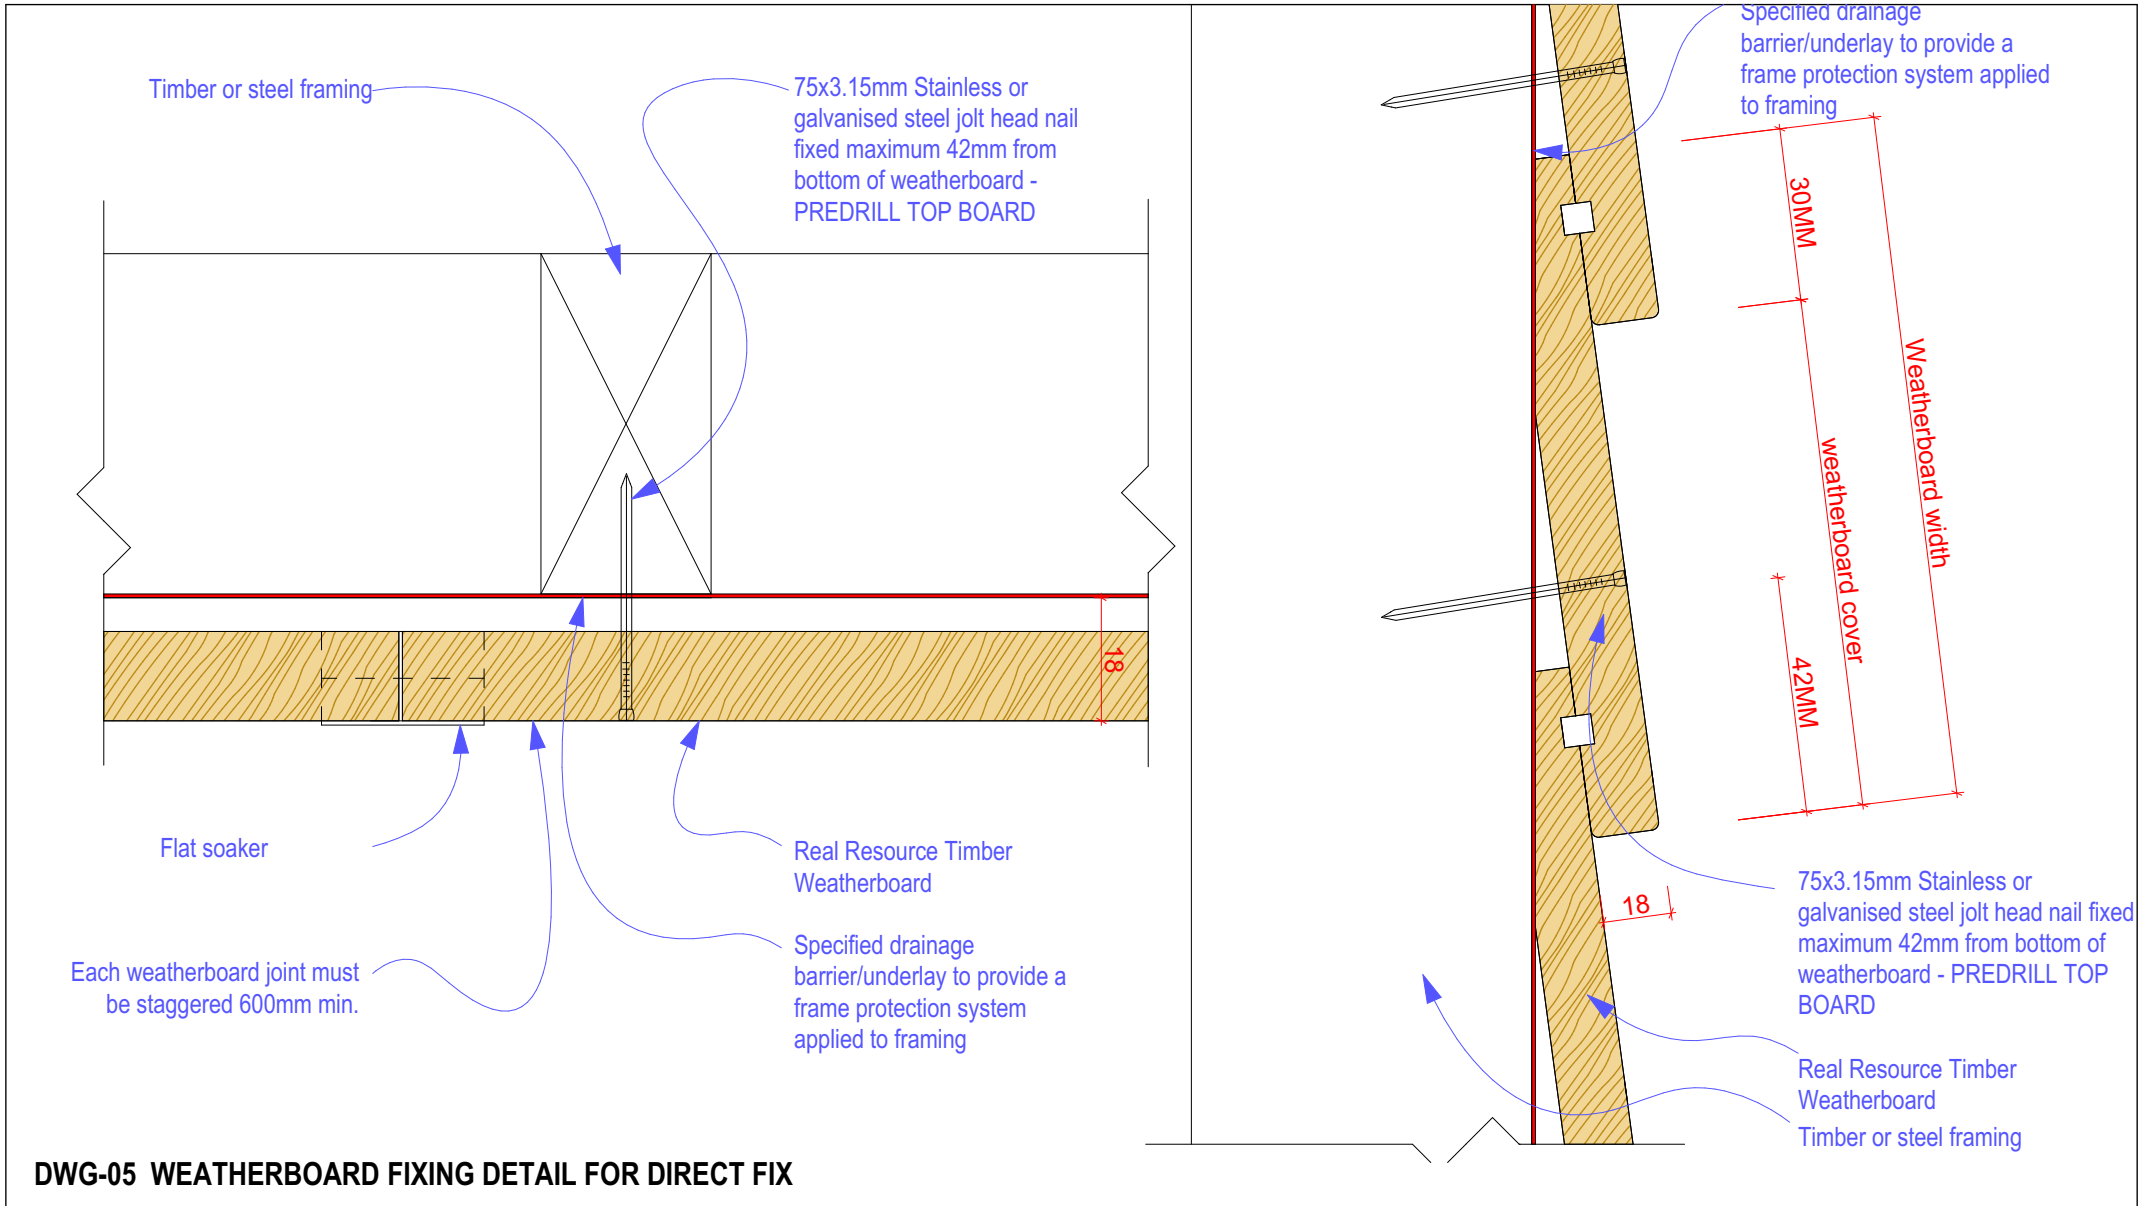 Timber or steel framing
75x3.15mm Stainless or
galvanised steel jolt head nail
fixed maximum 42mm from
bottom of weatherboard -
PREDRILL TOP BOARD
18
Flat soaker
Each weatherboard joint must
be staggered 600mm min.
Real Resource Timber
Weatherboard
Specified drainage
barrier/underlay to provide a
frame protection system
applied to framing
Specified drainage
barrier/underlay to provide a
frame protection system applied
to framing
30MM
Weatherboard width
weatherboard cover
42MM
18
75x3.15mm Stainless or
galvanised steel jolt head nail fixed
maximum 42mm from bottom of
weatherboard - PREDRILL TOP
BOARD
Real Resource Timber
Weatherboard
Timber or steel framing
DWG-05 WEATHERBOARD FIXING DETAIL FOR DIRECT FIX